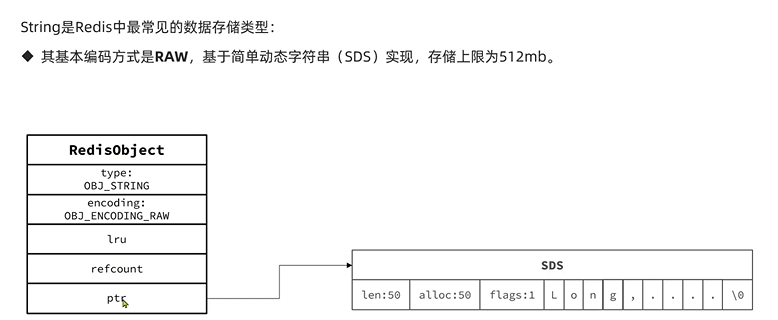 String是Redis中最常见的数据存储类型：
◆ 其基本编码方式是RAW，基于简单动态字符串（SDS）实现，存储上限为512mb。
RedisObject
type:
OBJ_STRING
encoding:
OBJ_ENCODING_RAW
lru
refcount
ptr
SDS
len:50 alloc:50 flags:1 L o n g , . . . . \0